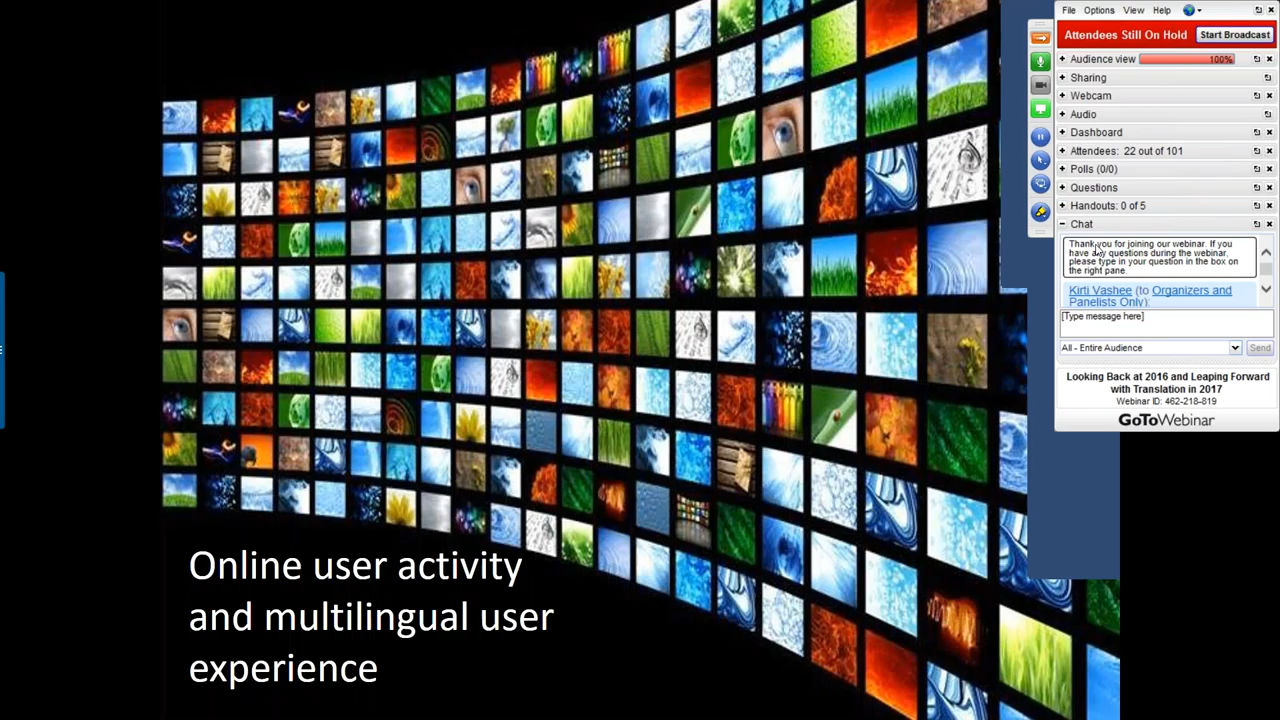 Online user activity
and multilingual user
experience
File Options View Help
Attendees Still On Hold Start Broadcast
Audience view 100%
Sharing
Webcam
Audio
Dashboard
Attendees: 22 out of 101
Polls (0/0)
Questions
Handouts: 0 of 5
Chat
Thank you for joining our webinar. If you
have any questions during the webinar,
please type in your question in the box on
the right pane.
Kirti Vashee (to Organizers and
Panelists Only):
[Type message here]
All - Entire Audience Send
Looking Back at 2016 and Leaping Forward
with Translation in 2017
Webinar ID: 462-218-819
GoToWebinar